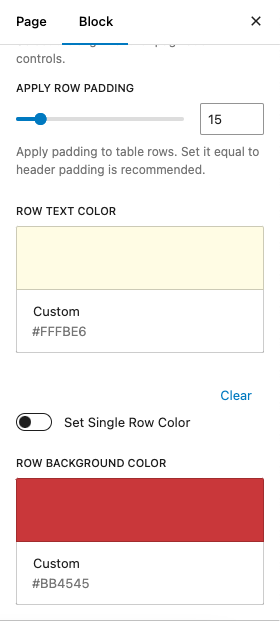 Page
Block
controls.
APPLY ROW PADDING
15
Apply padding to table rows. Set it equal to
header padding is recommended.
ROW TEXT COLOR
Custom
#FFFBE6
Clear
Set Single Row Color
ROW BACKGROUND COLOR
Custom
#BB4545